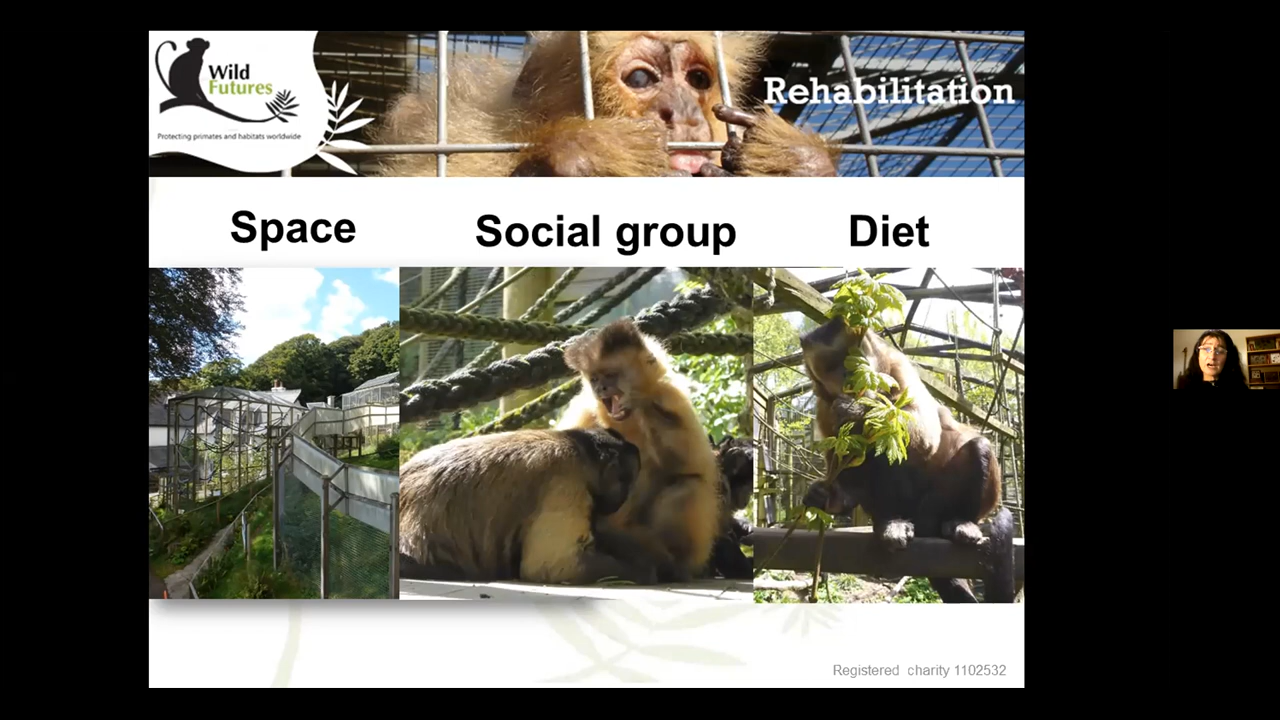 Wild
Futures
Protecting primates and habitats worldwide
Rehabilitation
Space
Social group
Diet
Registered charity 1102532